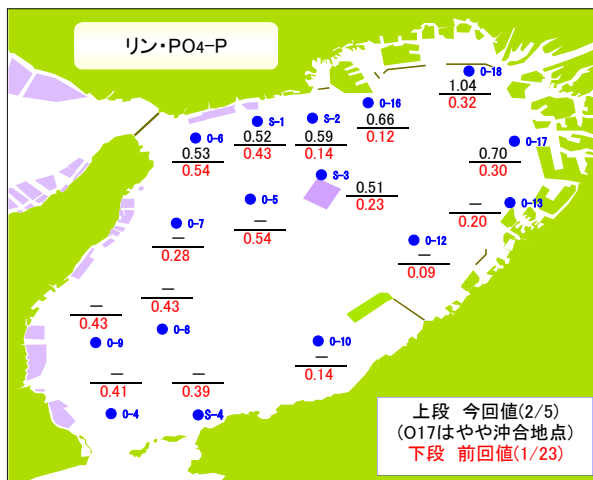 リン・PO4-P
O-18
1.04
0.32
O-16
0.66
0.12
S-2
0.59
0.14
S-1
0.52
0.43
O-6
0.53
0.54
O-17
0.70
0.30
S-3
0.51
0.23
O-5
—
0.54
O-13
—
0.20
O-7
—
0.28
O-12
—
0.09
—
0.43
O-8
—
0.43
O-9
O-10
—
0.14
—
0.41
O-4
—
0.39
S-4
上段 今回値(2/5)
(O17はやや沖合地点)
下段 前回値(1/23)